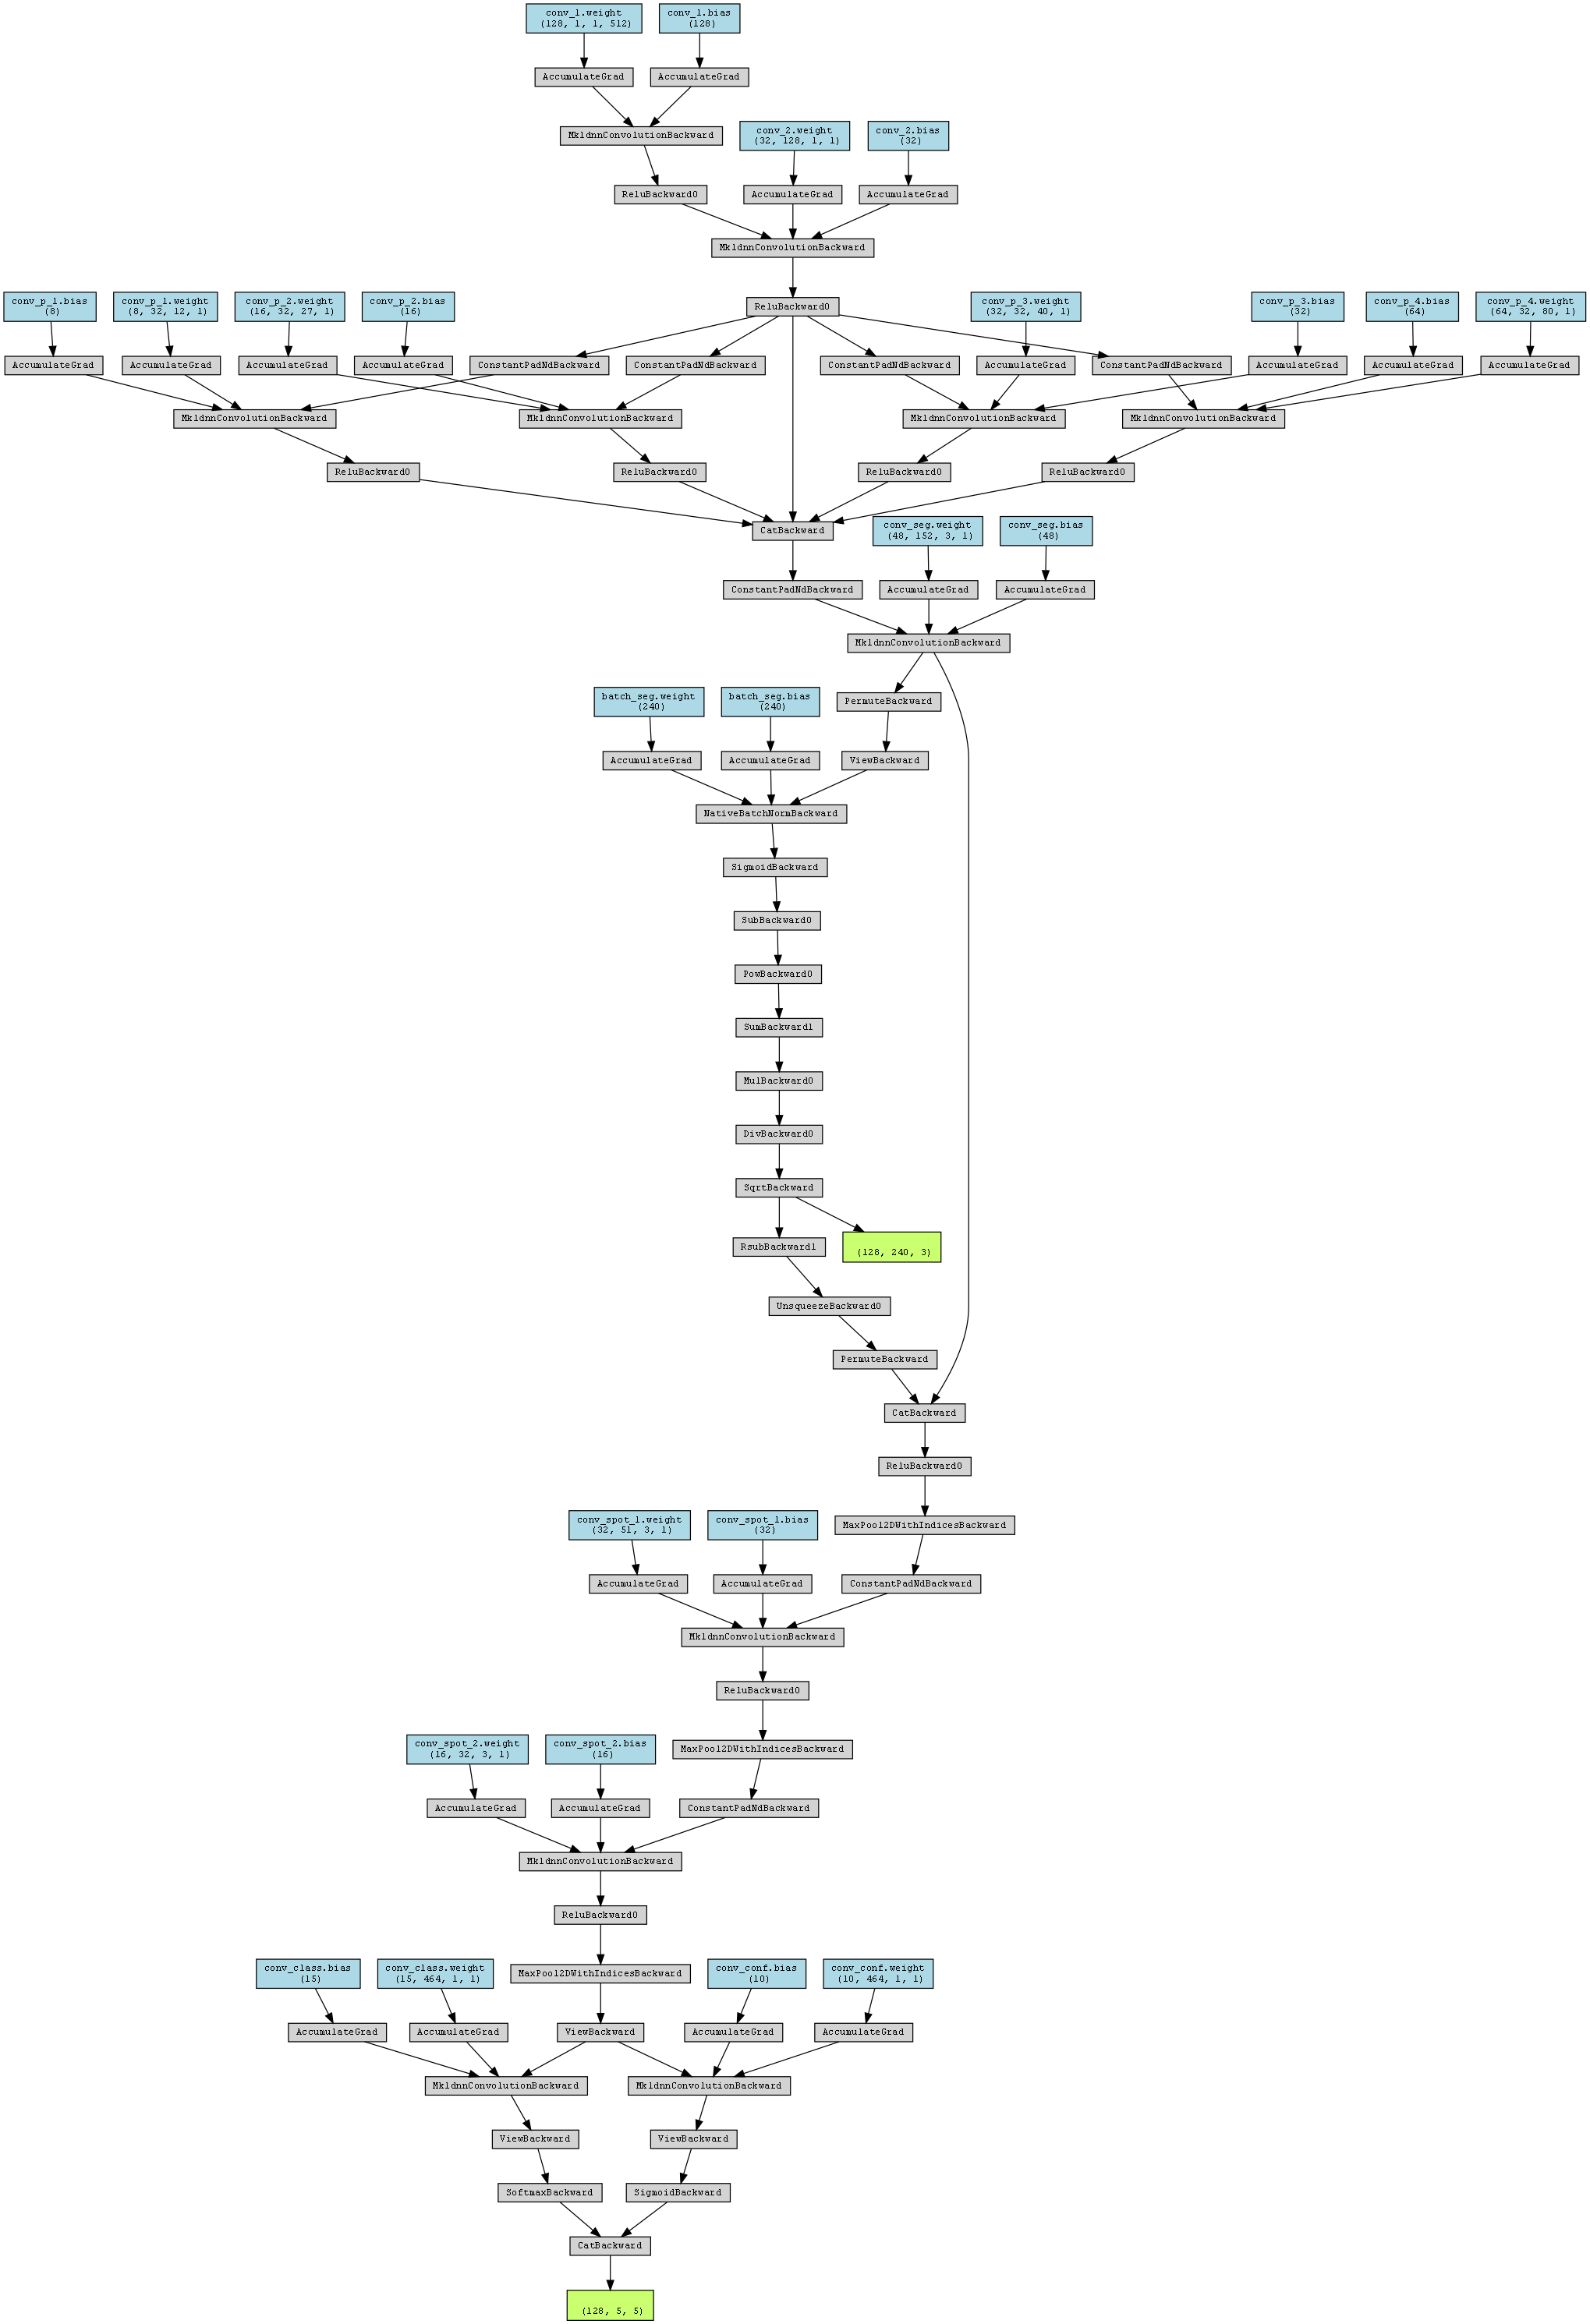 conv_1.weight
(128, 1, 1, 512)
conv_1.bias
(128)
AccumulateGrad
AccumulateGrad
MkldnnConvolutionBackward
conv_2.weight
(32, 128, 1, 1)
conv_2.bias
(32)
ReluBackward0
AccumulateGrad
AccumulateGrad
MkldnnConvolutionBackward
conv_p_1.bias
(8)
conv_p_1.weight
(8, 32, 12, 1)
conv_p_2.weight
(16, 32, 27, 1)
conv_p_2.bias
(16)
ReluBackward0
conv_p_3.weight
(32, 32, 40, 1)
conv_p_3.bias
(32)
conv_p_4.bias
(64)
conv_p_4.weight
(64, 32, 80, 1)
AccumulateGrad
AccumulateGrad
AccumulateGrad
AccumulateGrad
ConstantPadNdBackward
ConstantPadNdBackward
ConstantPadNdBackward
AccumulateGrad
ConstantPadNdBackward
AccumulateGrad
AccumulateGrad
AccumulateGrad
MkldnnConvolutionBackward
MkldnnConvolutionBackward
MkldnnConvolutionBackward
MkldnnConvolutionBackward
ReluBackward0
ReluBackward0
ReluBackward0
ReluBackward0
CatBackward
conv_seg.weight
(48, 152, 3, 1)
conv_seg.bias
(48)
ConstantPadNdBackward
AccumulateGrad
AccumulateGrad
MkldnnConvolutionBackward
batch_seg.weight
(240)
batch_seg.bias
(240)
PermuteBackward
AccumulateGrad
AccumulateGrad
ViewBackward
NativeBatchNormBackward
SigmoidBackward
SubBackward0
PowBackward0
SumBackward1
MulBackward0
DivBackward0
SqrtBackward
RsubBackward1
(128, 240, 3)
UnsqueezeBackward0
PermuteBackward
CatBackward
ReluBackward0
conv_spot_1.weight
(32, 51, 3, 1)
conv_spot_1.bias
(32)
MaxPool2DWithIndicesBackward
AccumulateGrad
AccumulateGrad
ConstantPadNdBackward
MkldnnConvolutionBackward
ReluBackward0
conv_spot_2.weight
(16, 32, 3, 1)
conv_spot_2.bias
(16)
MaxPool2DWithIndicesBackward
AccumulateGrad
AccumulateGrad
ConstantPadNdBackward
MkldnnConvolutionBackward
ReluBackward0
conv_class.bias
(15)
conv_class.weight
(15, 464, 1, 1)
MaxPool2DWithIndicesBackward
conv_conf.bias
(10)
conv_conf.weight
(10, 464, 1, 1)
AccumulateGrad
AccumulateGrad
ViewBackward
AccumulateGrad
AccumulateGrad
MkldnnConvolutionBackward
MkldnnConvolutionBackward
ViewBackward
ViewBackward
SoftmaxBackward
SigmoidBackward
CatBackward
(128, 5, 5)